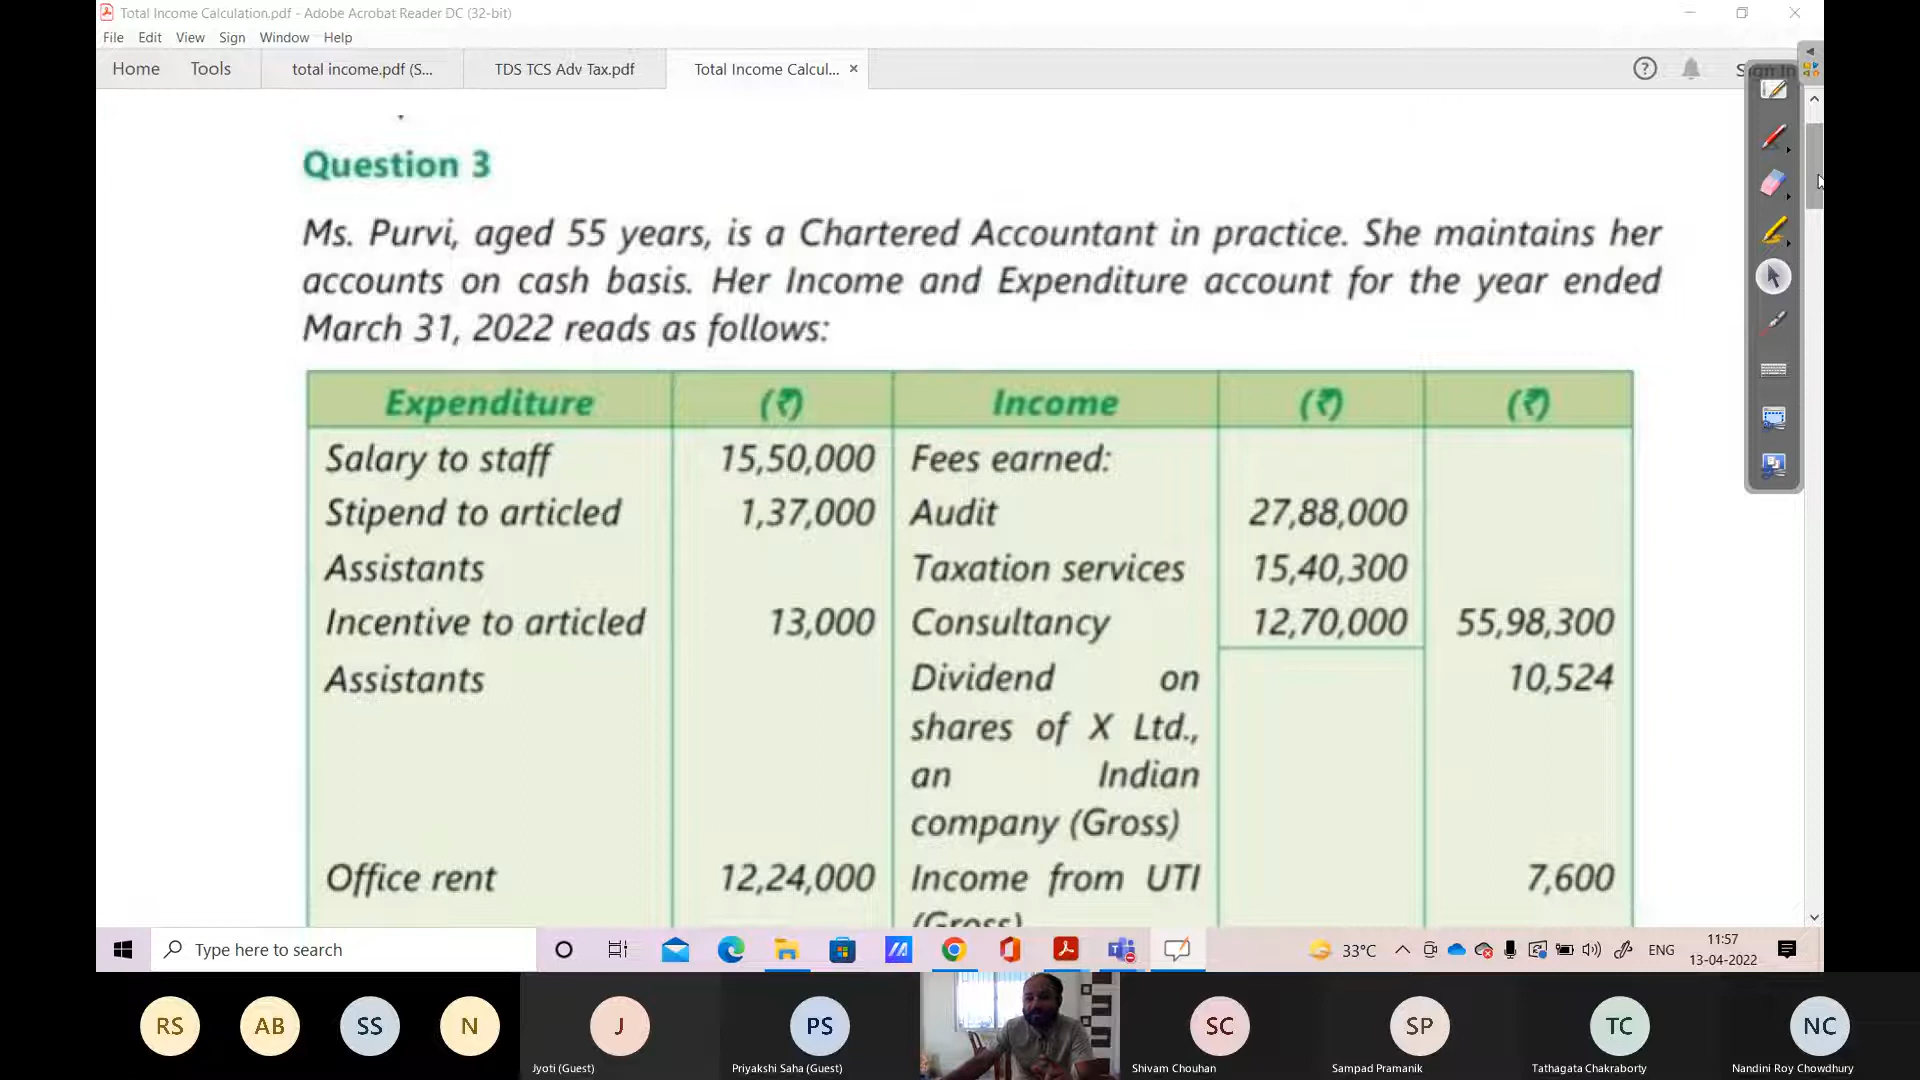 Total Income Calculation.pdf - Adobe Acrobat Reader DC (32-bit)
File Edit View Sign Window Help
Home Tools total income.pdf (S... TDS TCS Adv Tax.pdf Total Income Calcul... ×
Sign In
Question 3
Ms. Purvi, aged 55 years, is a Chartered Accountant in practice. She maintains her
accounts on cash basis. Her Income and Expenditure account for the year ended
March 31, 2022 reads as follows:
Expenditure (₹) Income (₹) (₹)
Salary to staff 15,50,000 Fees earned:
Stipend to articled 1,37,000 Audit 27,88,000
Assistants Taxation services 15,40,300
Incentive to articled 13,000 Consultancy 12,70,000 55,98,300
Assistants Dividend on 10,524
shares of X Ltd.,
an Indian
company (Gross)
Office rent 12,24,000 Income from UTI 7,600
(Gross)
Type here to search
33°C
ENG
11:57
13-04-2022
RS AB SS N J PS SC SP TC NC
Jyoti (Guest) Priyakshi Saha (Guest) Shivam Chouhan Sampad Pramanik Tathagata Chakraborty Nandini Roy Chowdhury